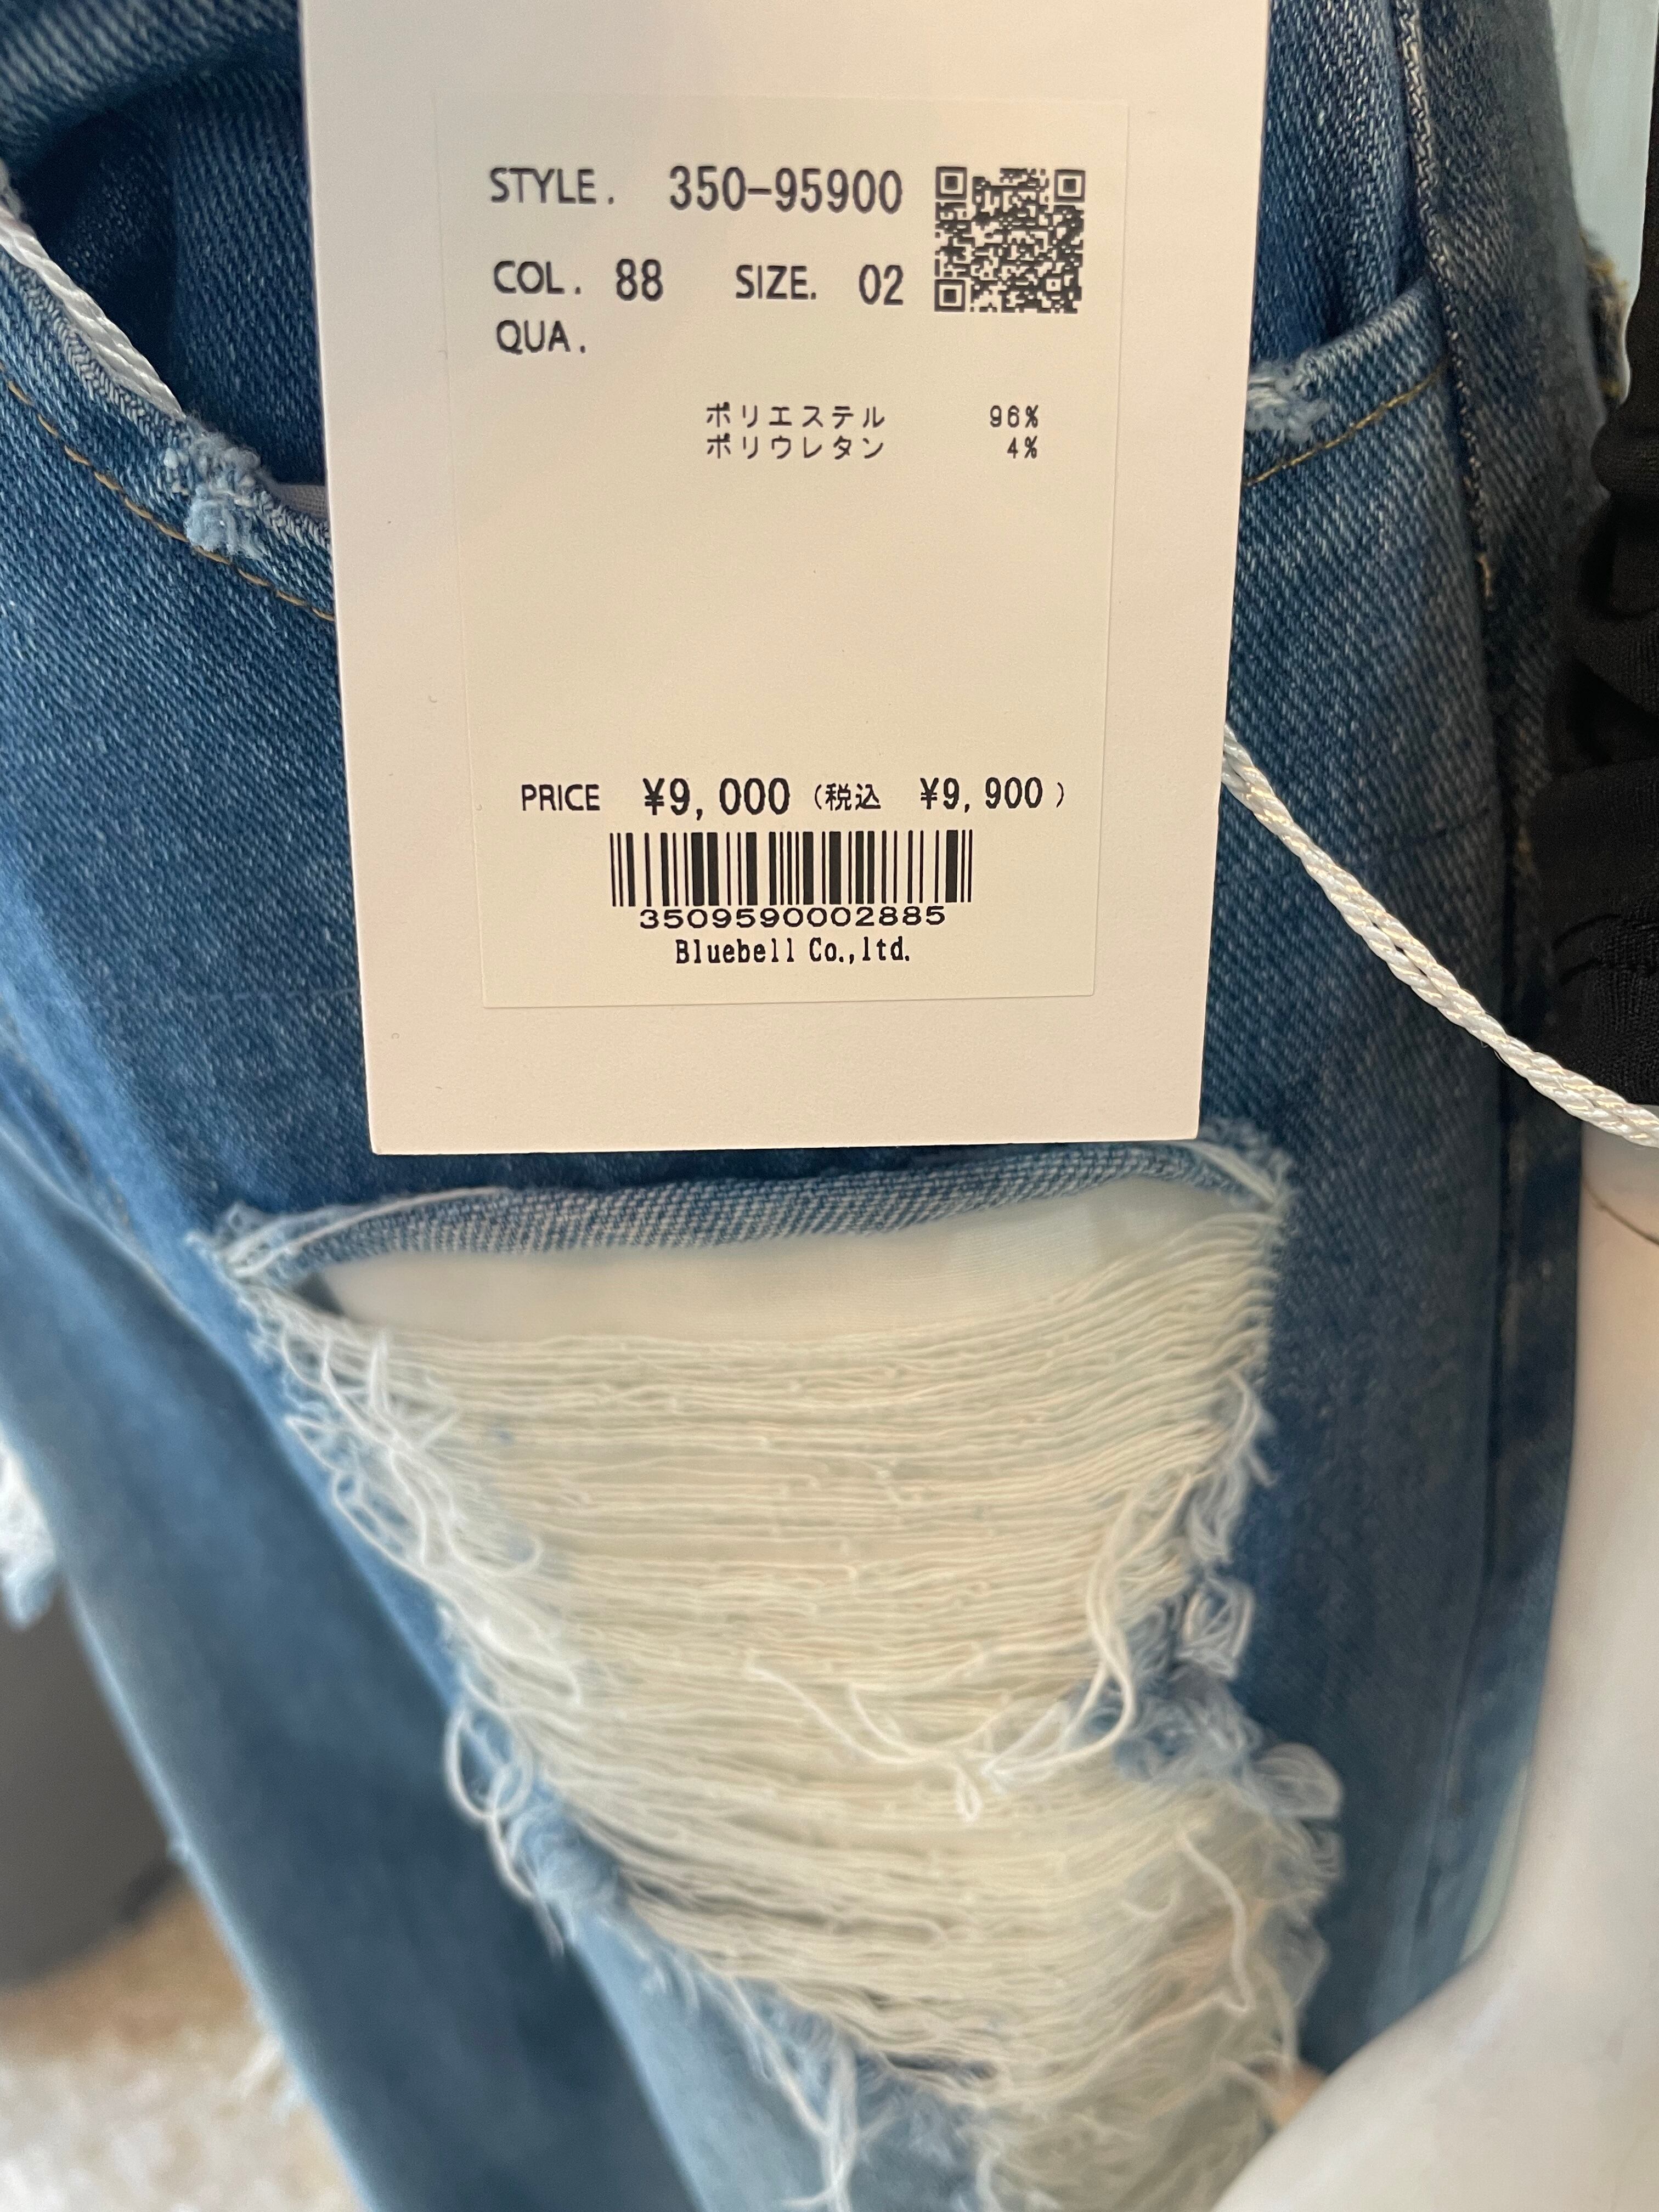 STYLE. 350-95900
COL. 88 SIZE. 02
QUA.
ポリエステル 96%
ポリウレタン 4%
PRICE ¥9,000 (税込 ¥9,900)
3509590002885
Bluebell Co.,ltd.